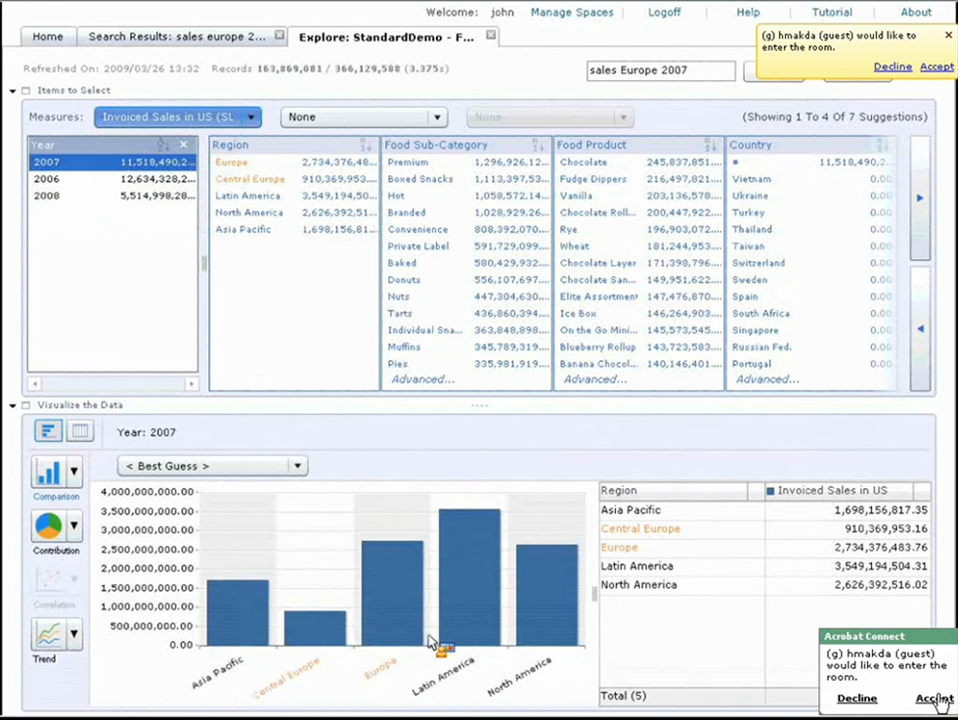 Welcome: john Manage Spaces Logoff Help Tutorial About
Home Search Results: sales europe 2... Explore: StandardDemo - F...
(g) hmakda (guest) would like to
enter the room.
Decline Accept
Refreshed On: 2009/03/26 13:32 Records 163,869,081 / 366,129,588 (3.375s)
sales Europe 2007
Items to Select
Measures: Invoiced Sales in US (SU None None (Showing 1 To 4 Of 7 Suggestions)
Year
2007 11,518,490,2...
2006 12,634,328,2...
2008 5,514,998,28...
Region
Europe 2,734,376,48...
Central Europe 910,369,953....
Latin America 3,549,194,50...
North America 2,626,392,51...
Asia Pacific 1,698,156,81...
Food Sub-Category
Premium 1,296,926,12...
Boxed Snacks 1,113,397,53...
Hot 1,058,572,14...
Branded 1,028,929,26...
Convenience 808,392,070....
Private Label 591,729,099....
Baked 580,429,932....
Donuts 556,107,697....
Nuts 447,304,630....
Tarts 436,860,394....
Individual Sna... 363,848,898....
Muffins 345,789,319....
Pies 335,981,919....
Advanced...
Food Product
Chocolate 245,837,851....
Fudge Dippers 216,497,821....
Vanilla 203,136,578....
Chocolate Roll... 200,447,922....
Rye 196,903,072....
Wheat 181,244,953....
Chocolate Layer 171,398,796....
Chocolate San... 149,951,622....
Elite Assortment 147,476,870....
Ice Box 146,264,903....
On the Go Mini... 145,573,545....
Blueberry Rollup 143,723,583....
Banana Chocol... 140,146,401....
Advanced...
Country
* 11,518,490,2...
Vietnam 0.00
Ukraine 0.00
Turkey 0.00
Thailand 0.00
Taiwan 0.00
Switzerland 0.00
Sweden 0.00
Spain 0.00
South Africa 0.00
Singapore 0.00
Russian Fed. 0.00
Portugal 0.00
Advanced...
Visualize the Data
Year: 2007
< Best Guess >
Comparison
Contribution
Correlation
Trend
4,000,000,000.00
3,500,000,000.00
3,000,000,000.00
2,500,000,000.00
2,000,000,000.00
1,500,000,000.00
1,000,000,000.00
500,000,000.00
0.00
Asia Pacific Central Europe Europe Latin America North America
Region Invoiced Sales in US
Asia Pacific 1,698,156,817.35
Central Europe 910,369,953.16
Europe 2,734,376,483.76
Latin America 3,549,194,504.31
North America 2,626,392,516.02
Total (5)
Acrobat Connect
(g) hmakda (guest)
would like to enter the
room.
Decline Accept